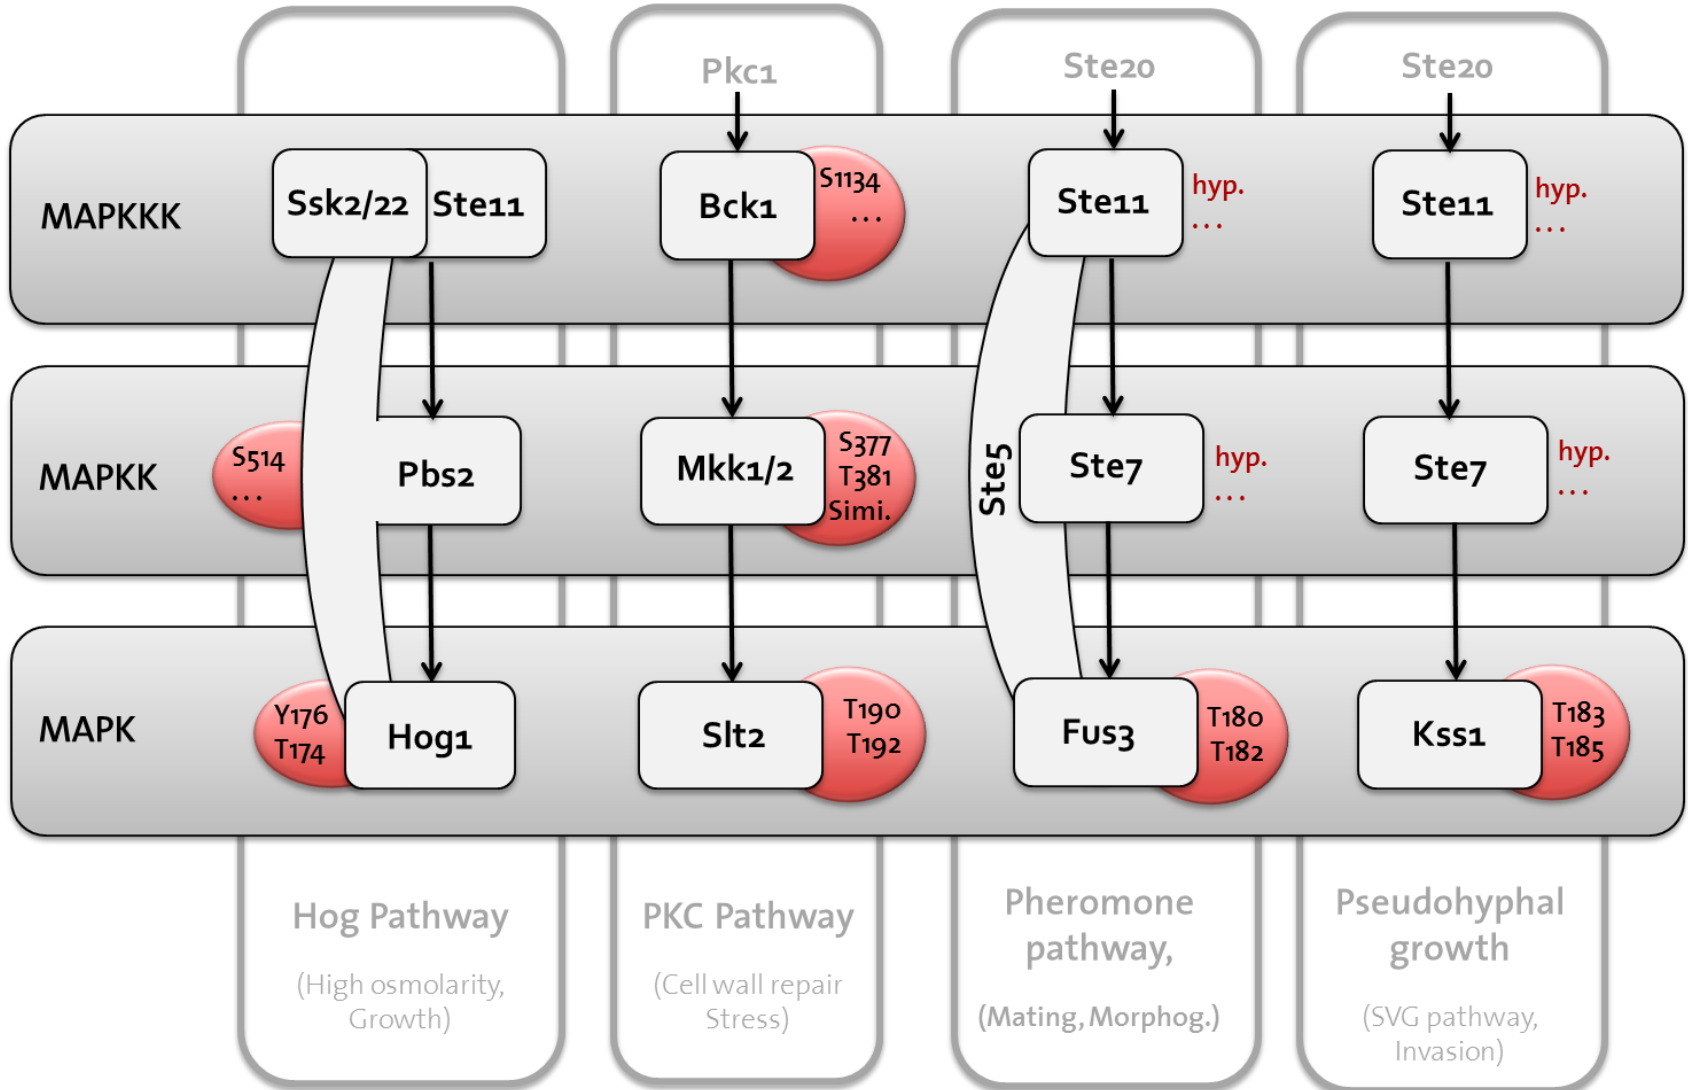 Pkc1
Ste20
Ste20
MAPKKK
Ssk2/22
Ste11
Bck1
S1134
...
Ste11
hyp.
...
Ste11
hyp.
...
MAPKK
S514
...
Pbs2
Mkk1/2
S377
T381
Simi.
Ste5
Ste7
hyp.
...
Ste7
hyp.
...
MAPK
Y176
T174
Hog1
Slt2
T190
T192
Fus3
T180
T182
Kss1
T183
T185
Hog Pathway
(High osmolarity,
Growth)
PKC Pathway
(Cell wall repair
Stress)
Pheromone
pathway,
(Mating, Morphog.)
Pseudohyphal
growth
(SVG pathway,
Invasion)